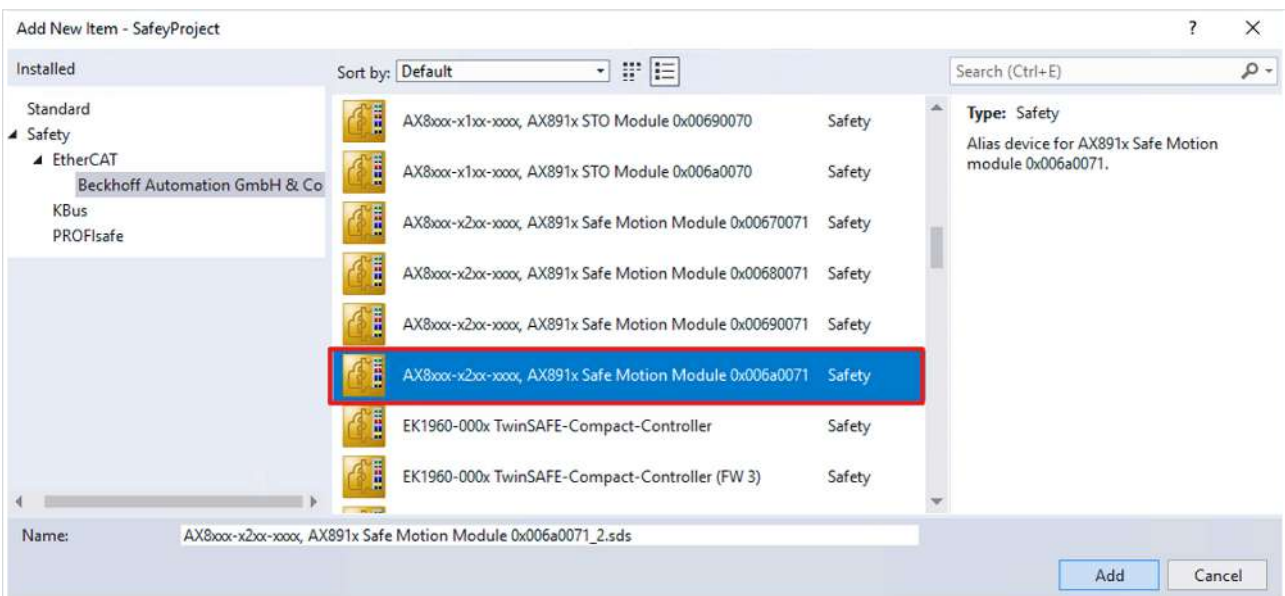 Add New Item - SafeyProject
?
Installed
Sort by: Default
Search (Ctrl+E)
Standard
Safety
EtherCAT
Beckhoff Automation GmbH & Co
KBus
PROFIsafe
AX8xxx-x1xx-xxxx, AX891x STO Module 0x00690070 Safety
AX8xxx-x1xx-xxxx, AX891x STO Module 0x006a0070 Safety
AX8xxx-x2xx-xxxx, AX891x Safe Motion Module 0x00670071 Safety
AX8xxx-x2xx-xxxx, AX891x Safe Motion Module 0x00680071 Safety
AX8xxx-x2xx-xxxx, AX891x Safe Motion Module 0x00690071 Safety
AX8xxx-x2xx-xxxx, AX891x Safe Motion Module 0x006a0071 Safety
EK1960-000x TwinSAFE-Compact-Controller Safety
EK1960-000x TwinSAFE-Compact-Controller (FW 3) Safety
Type: Safety
Alias device for AX891x Safe Motion
module 0x006a0071.
Name: AX8xxx-x2xx-xxxx, AX891x Safe Motion Module 0x006a0071_2.sds
Add
Cancel